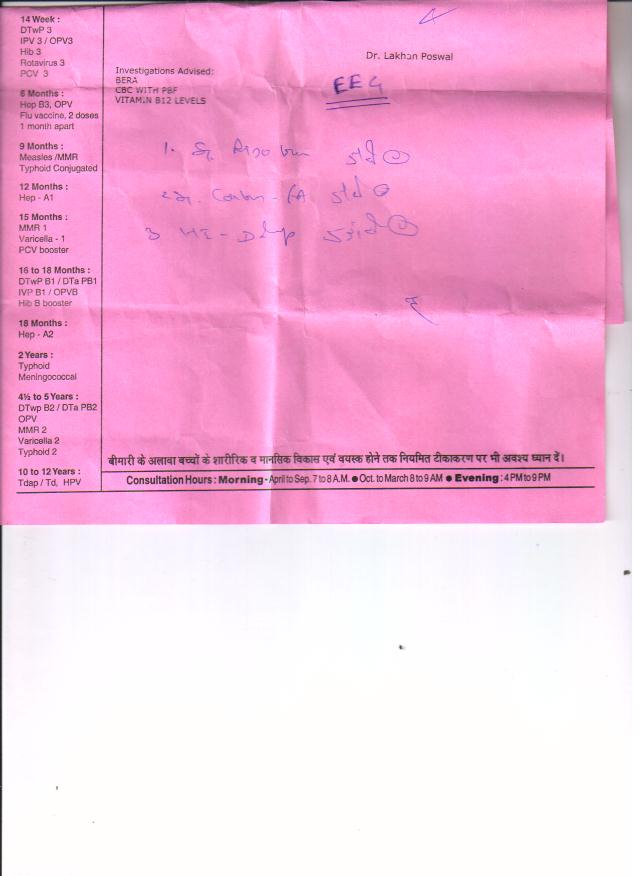 14 Week :
DTwP 3
IPV 3 / OPV3
Hib 3
Rotavirus 3
PCV 3
6 Months :
Hep B3, OPV
Flu vaccine, 2 doses
1 month apart
9 Months :
Measles /MMR
Typhoid Conjugated
12 Months :
Hep - A1
15 Months :
MMR 1
Varicella - 1
PCV booster
16 to 18 Months :
DTwP B1 / DTa PB1
IVP B1 / OPVB
Hib B booster
18 Months :
Hep - A2
2 Years :
Typhoid
Meningococcal
4½ to 5 Years :
DTwp B2 / DTa PB2
OPV
MMR 2
Varicella 2
Typhoid 2
10 to 12 Years :
Tdap / Td, HPV
Dr. Lakhan Poswal
Investigations Advised:
BERA
CBC WITH PBF
VITAMIN B12 LEVELS
EEG
1.
2
3
बीमारी के अलावा बच्चों के शारीरिक व मानसिक विकास एवं वयस्क होने तक नियमित टीकाकरण पर भी अवश्य ध्यान दें।
Consultation Hours : Morning - April to Sep. 7 to 8 A.M. ● Oct. to March 8 to 9 AM ● Evening : 4 PM to 9 PM